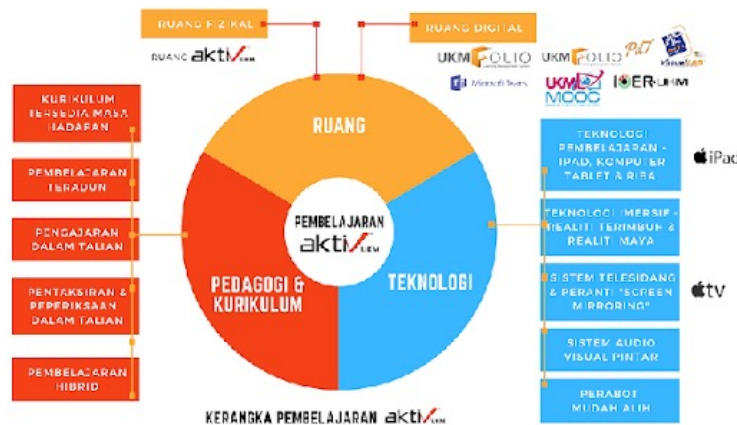 RUANG FIZIKAL
RUANG aktiv UKM
RUANG DIGITAL
UKMFOLIO
UKMFOLIO
PdT
Microsoft Teams
UKM MOOC
IOER-UKM
RUANG
PEMBELAJARAN
aktiv UKM
PEDAGOGI &
KURIKULUM
TEKNOLOGI
KURIKULUM
TERSEDIA MASA
HADAPAN
PEMBELAJARAN
TERADUN
PENGAJARAN
DALAM TALIAN
PENTAKSIRAN &
PEPERIKSAAN
DALAM TALIAN
PEMBELAJARAN
HIBRID
TEKNOLOGI
PEMBELAJARAN -
IPAD, KOMPUTER
TABLET & RIBA
iPad
TEKNOLOGI IMERSIF -
REALITI TERIMBUH &
REALITI MAYA
SISTEM TELESIDANG
& PERANTI "SCREEN
MIRRORING"
tv
SISTEM AUDIO
VISUAL PINTAR
PERABOT
MUDAH ALIH
KERANGKA PEMBELAJARAN aktiv UKM